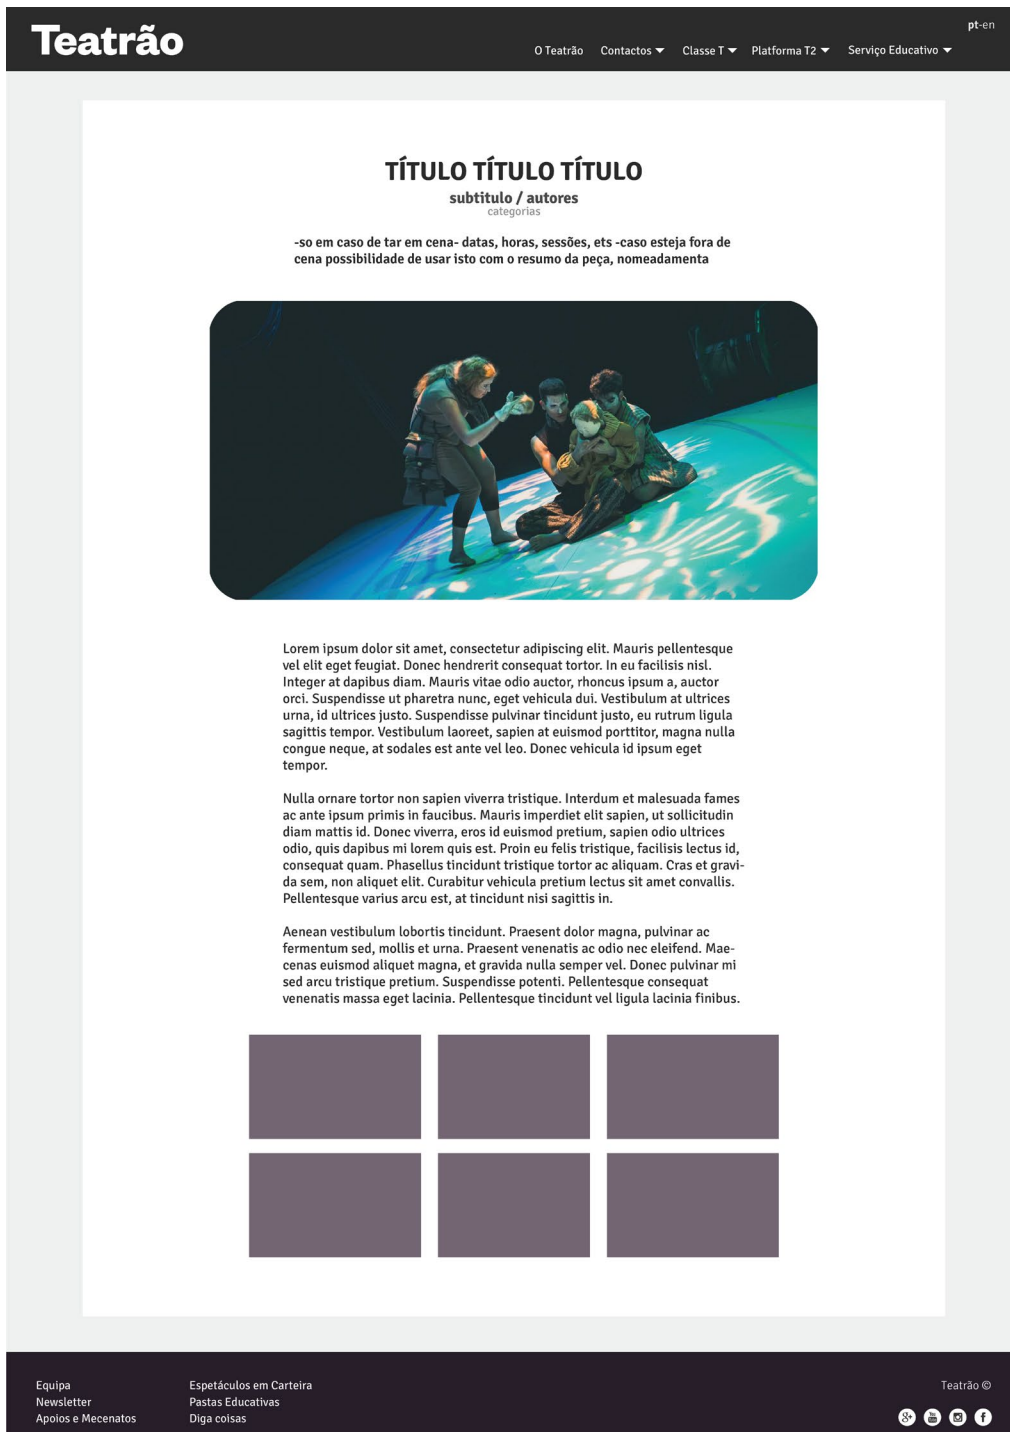 Teatrão
pt-en
O Teatrão Contactos Classe T Platforma T2 Serviço Educativo
TÍTULO TÍTULO TÍTULO
subtitulo / autores
categorias
-so em caso de tar em cena- datas, horas, sessões, ets -caso esteja fora de
cena possibilidade de usar isto com o resumo da peça, nomeadamenta
Lorem ipsum dolor sit amet, consectetur adipiscing elit. Mauris pellentesque
vel elit eget feugiat. Donec hendrerit consequat tortor. In eu facilisis nisl.
Integer at dapibus diam. Mauris vitae odio auctor, rhoncus ipsum a, auctor
orci. Suspendisse ut pharetra nunc, eget vehicula dui. Vestibulum at ultrices
urna, id ultrices justo. Suspendisse pulvinar tincidunt justo, eu rutrum ligula
sagittis tempor. Vestibulum laoreet, sapien at euismod porttitor, magna nulla
congue neque, at sodales est ante vel leo. Donec vehicula id ipsum eget
tempor.
Nulla ornare tortor non sapien viverra tristique. Interdum et malesuada fames
ac ante ipsum primis in faucibus. Mauris imperdiet elit sapien, ut sollicitudin
diam mattis id. Donec viverra, eros id euismod pretium, sapien odio ultrices
odio, quis dapibus mi lorem quis est. Proin eu felis tristique, facilisis lectus id,
consequat quam. Phasellus tincidunt tristique tortor ac aliquam. Cras et gravi-
da sem, non aliquet elit. Curabitur vehicula pretium lectus sit amet convallis.
Pellentesque varius arcu est, at tincidunt nisi sagittis in.
Aenean vestibulum lobortis tincidunt. Praesent dolor magna, pulvinar ac
fermentum sed, mollis et urna. Praesent venenatis ac odio nec eleifend. Mae-
cenas euismod aliquet magna, et gravida nulla semper vel. Donec pulvinar mi
sed arcu tristique pretium. Suspendisse potenti. Pellentesque consequat
venenatis massa eget lacinia. Pellentesque tincidunt vel ligula lacinia finibus.
Equipa Espetáculos em Carteira Teatrão ©
Newsletter Pastas Educativas
Apoios e Mecenatos Diga coisas